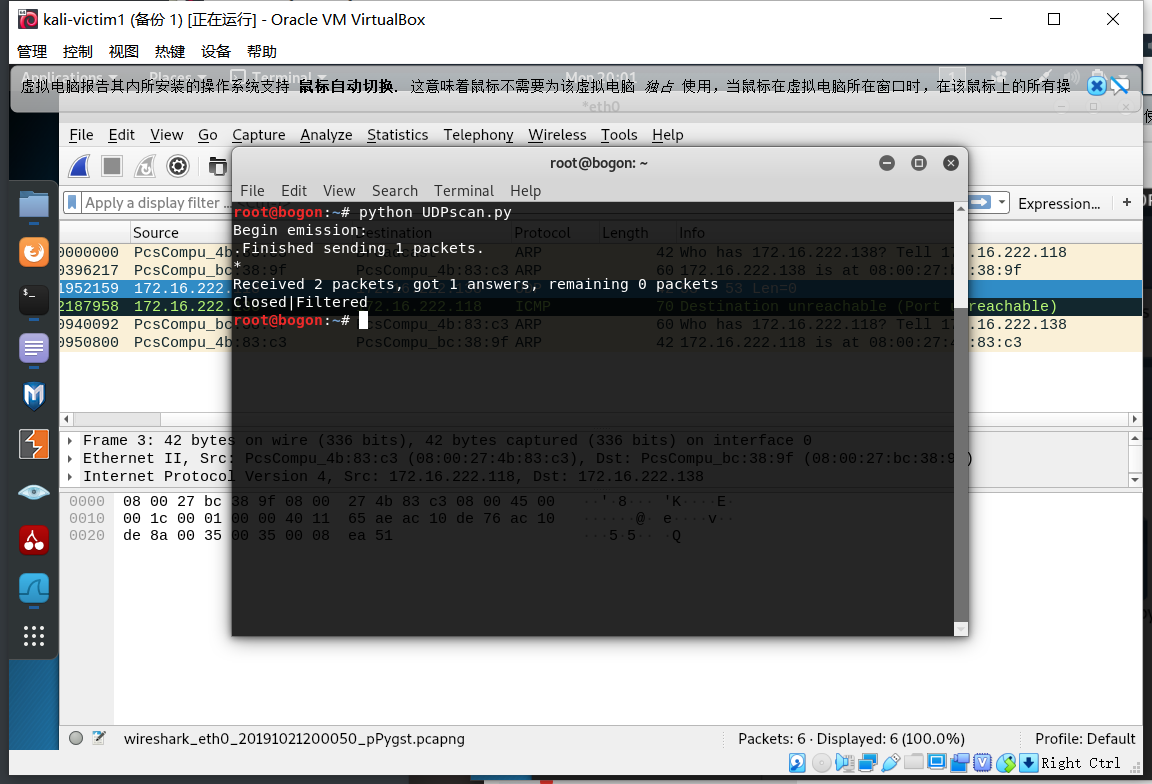 kali-victim1 (备份 1) [正在运行] - Oracle VM VirtualBox
管理 控制 视图 热键 设备 帮助
Applications Places Terminal Mon 20:01 1
虚拟电脑报告其内所安装的操作系统支持 鼠标自动切换. 这意味着鼠标不需要为该虚拟电脑 独占 使用，当鼠标在虚拟电脑所在窗口时，在该鼠标上的所有操
*eth0
File Edit View Go Capture Analyze Statistics Telephony Wireless Tools Help
root@bogon: ~
File Edit View Search Terminal Help
Apply a display filter ... Expression... +
root@bogon:~# python UDPscan.py
Begin emission:
.Finished sending 1 packets.
*
Received 2 packets, got 1 answers, remaining 0 packets
Closed|Filtered
root@bogon:~#
Source Destination Protocol Length Info
0000000 PcsCompu_4b:83: Broadcast ARP 42 Who has 172.16.222.138? Tell 172.16.222.118
0396217 PcsCompu_bc:38:9f PcsCompu_4b:83:c3 ARP 60 172.16.222.138 is at 08:00:27:bc:38:9f
1952159 172.16.222. 53 Len=0
2187958 172.16.222. 172.16.222.118 ICMP 70 Destination unreachable (Port unreachable)
0940092 PcsCompu_bc: PcsCompu_4b:83:c3 ARP 60 Who has 172.16.222.118? Tell 172.16.222.138
0950800 PcsCompu_4b:83:c3 PcsCompu_bc:38:9f ARP 42 172.16.222.118 is at 08:00:27:4b:83:c3
Frame 3: 42 bytes on wire (336 bits), 42 bytes captured (336 bits) on interface 0
Ethernet II, Src: PcsCompu_4b:83:c3 (08:00:27:4b:83:c3), Dst: PcsCompu_bc:38:9f (08:00:27:bc:38:9f)
Internet Protocol Version 4, Src: 172.16.222.118, Dst: 172.16.222.138
0000 08 00 27 bc 38 9f 08 00 27 4b 83 c3 08 00 45 00 ··'·8··· 'K····E·
0010 00 1c 00 01 00 00 40 11 65 ae ac 10 de 76 ac 10 ······@· e····v··
0020 de 8a 00 35 00 35 00 08 ea 51 ···5·5·· ·Q
wireshark_eth0_20191021200050_pPygst.pcapng Packets: 6 · Displayed: 6 (100.0%) Profile: Default
Right Ctrl